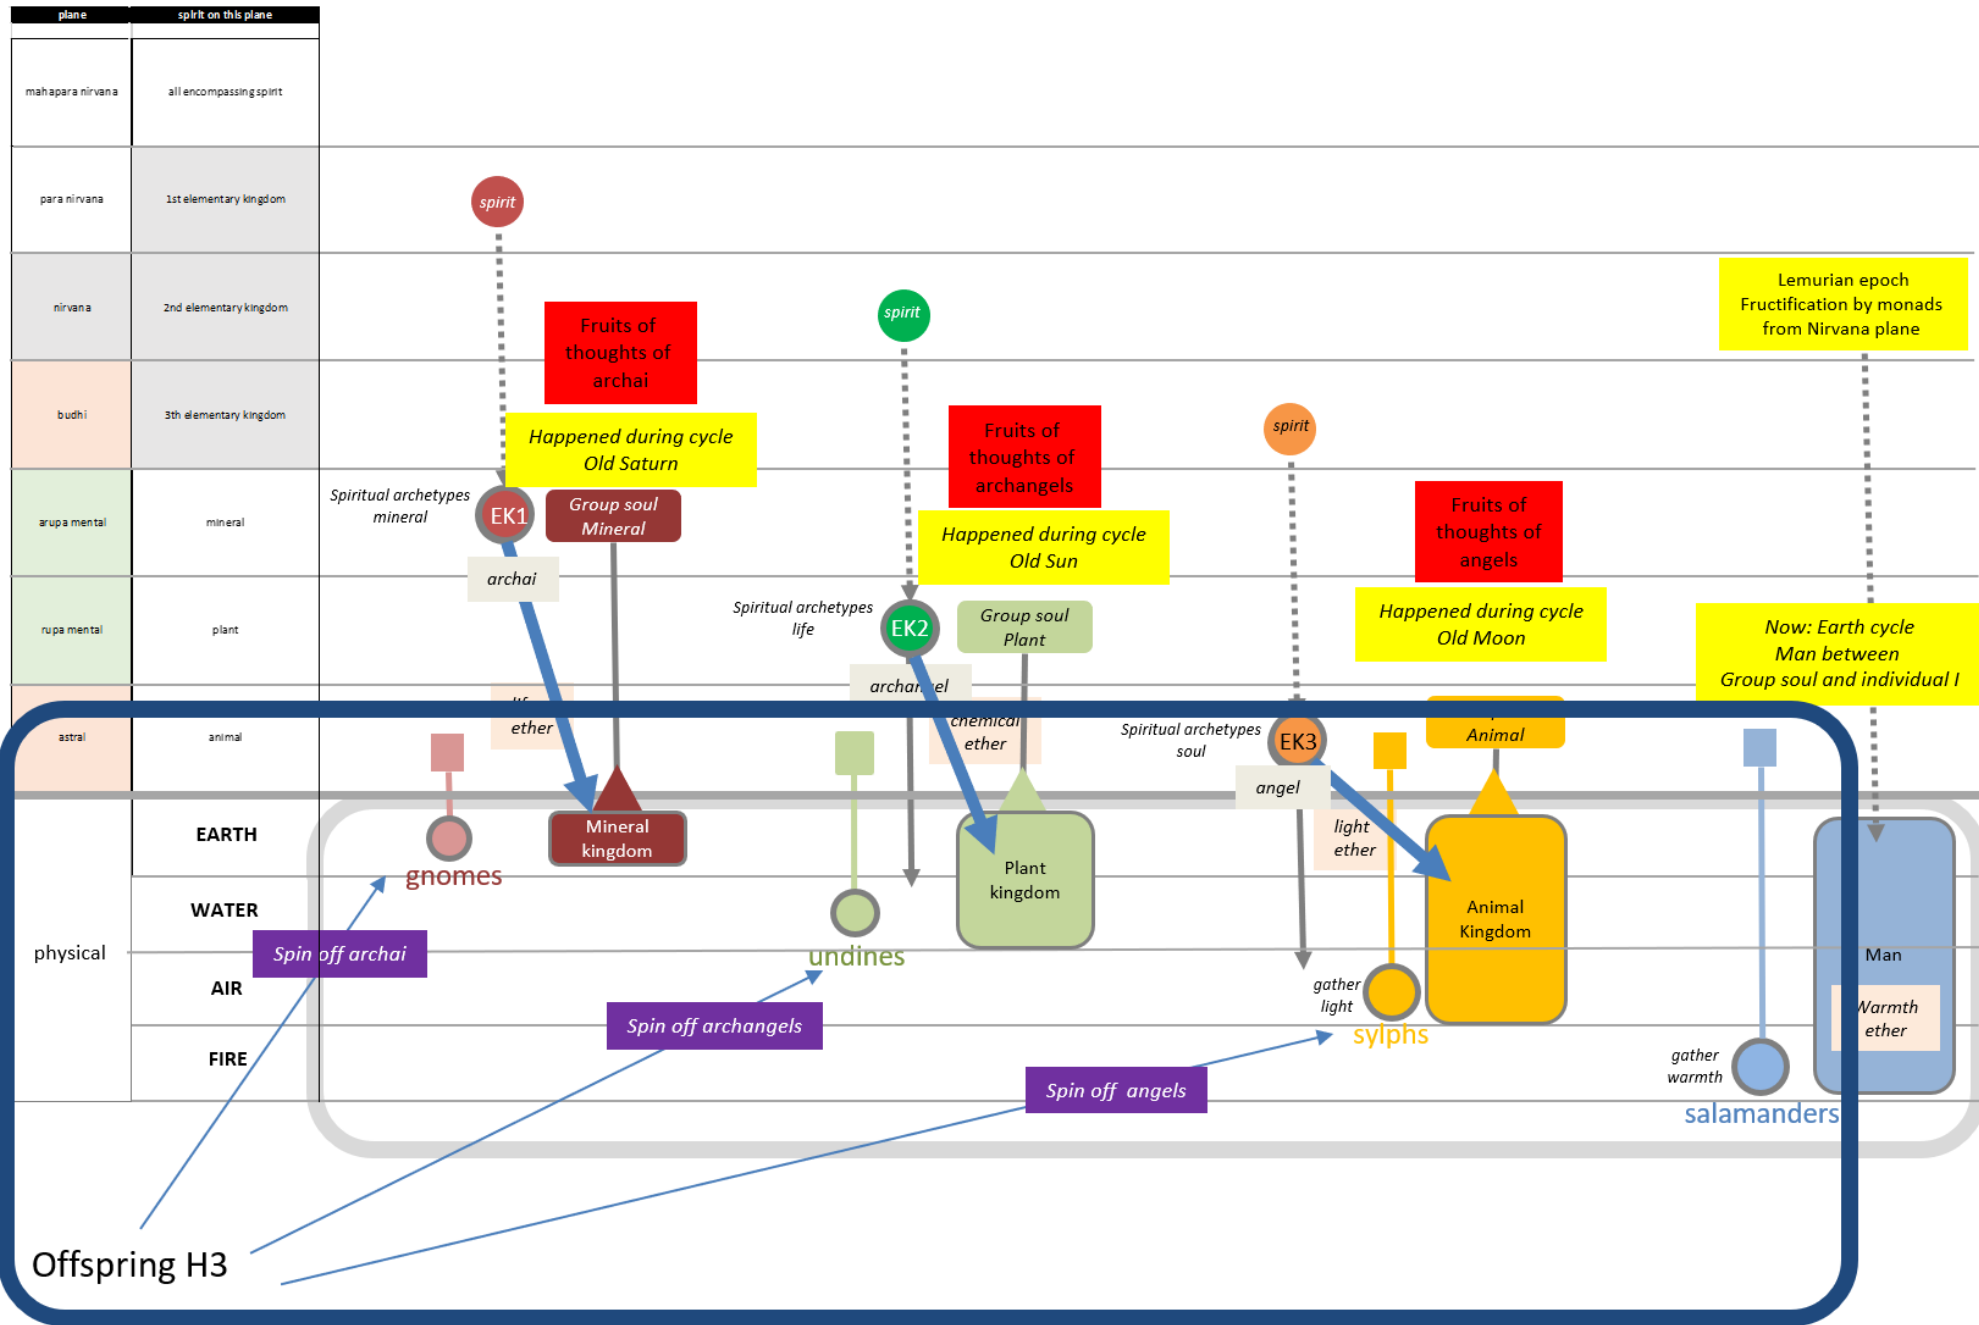 plane
spirit on this plane
mahapara nirvana
all encompassing spirit
para nirvana
1st elementary kingdom
spirit
nirvana
2nd elementary kingdom
spirit
Lemurian epoch
Fructification by monads
from Nirvana plane
Fruits of
thoughts of
archai
budhi
3th elementary kingdom
Happened during cycle
Old Saturn
Fruits of
thoughts of
archangels
spirit
arupa mental
mineral
Spiritual archetypes
mineral
EK1
Group soul
Mineral
Happened during cycle
Old Sun
Fruits of
thoughts of
angels
archai
rupa mental
plant
Spiritual archetypes
life
EK2
Group soul
Plant
Happened during cycle
Old Moon
Now: Earth cycle
Man between
Group soul and individual I
archangel
astral
animal
ether
chemical
ether
Spiritual archetypes
soul
EK3
Animal
angel
physical
EARTH
WATER
AIR
FIRE
gnomes
Mineral
kingdom
undines
Plant
kingdom
light
ether
gather
light
sylphs
Animal
Kingdom
gather
warmth
salamanders
Man
Warmth
ether
Spin off archai
Spin off archangels
Spin off angels
Offspring H3